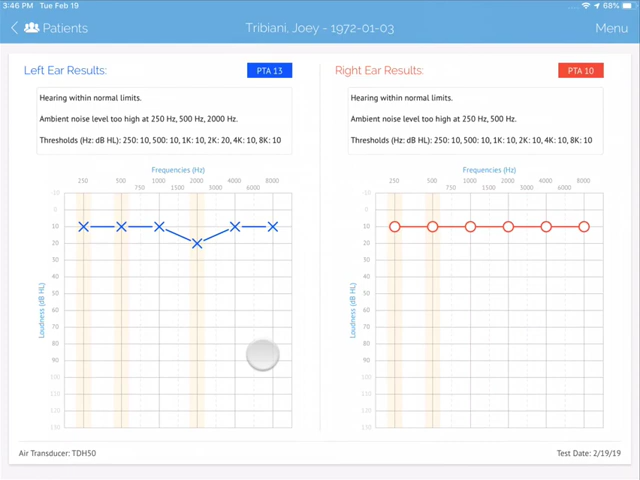 3:46 PM Tue Feb 19
68%
Patients
Tribiani, Joey - 1972-01-03
Menu
Left Ear Results:
PTA 13
Hearing within normal limits.
Ambient noise level too high at 250 Hz, 500 Hz, 2000 Hz.
Thresholds (Hz: dB HL): 250: 10, 500: 10, 1K: 10, 2K: 20, 4K: 10, 8K: 10
Frequencies (Hz)
250 500 1000 2000 4000 8000
750 1500 3000 6000
Loudness (dB HL)
-10
0
10
20
30
40
50
60
70
80
90
100
110
120
130
Right Ear Results:
PTA 10
Hearing within normal limits.
Ambient noise level too high at 250 Hz, 500 Hz.
Thresholds (Hz: dB HL): 250: 10, 500: 10, 1K: 10, 2K: 10, 4K: 10, 8K: 10
Frequencies (Hz)
250 500 1000 2000 4000 8000
750 1500 3000 6000
Loudness (dB HL)
-10
0
10
20
30
40
50
60
70
80
90
100
110
120
130
Air Transducer: TDH50
Test Date: 2/19/19